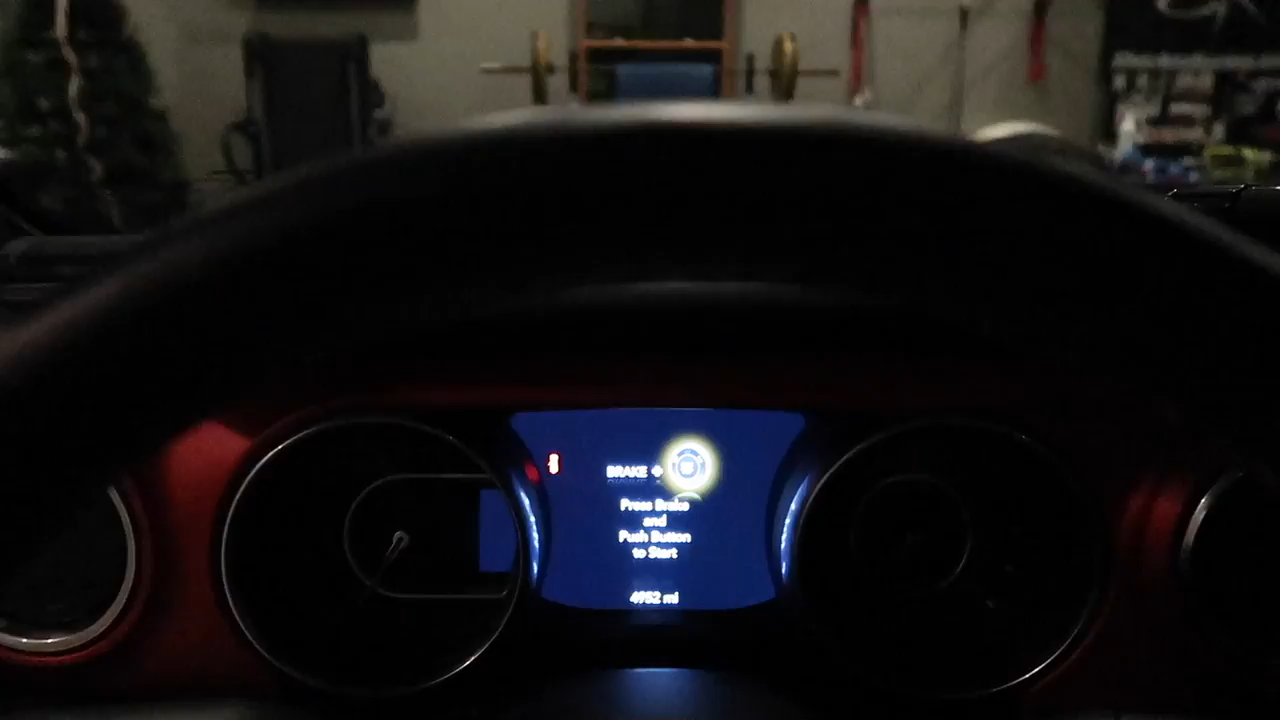 BRAKE +
Press Brake
and
Push Button
to Start
4952 mi